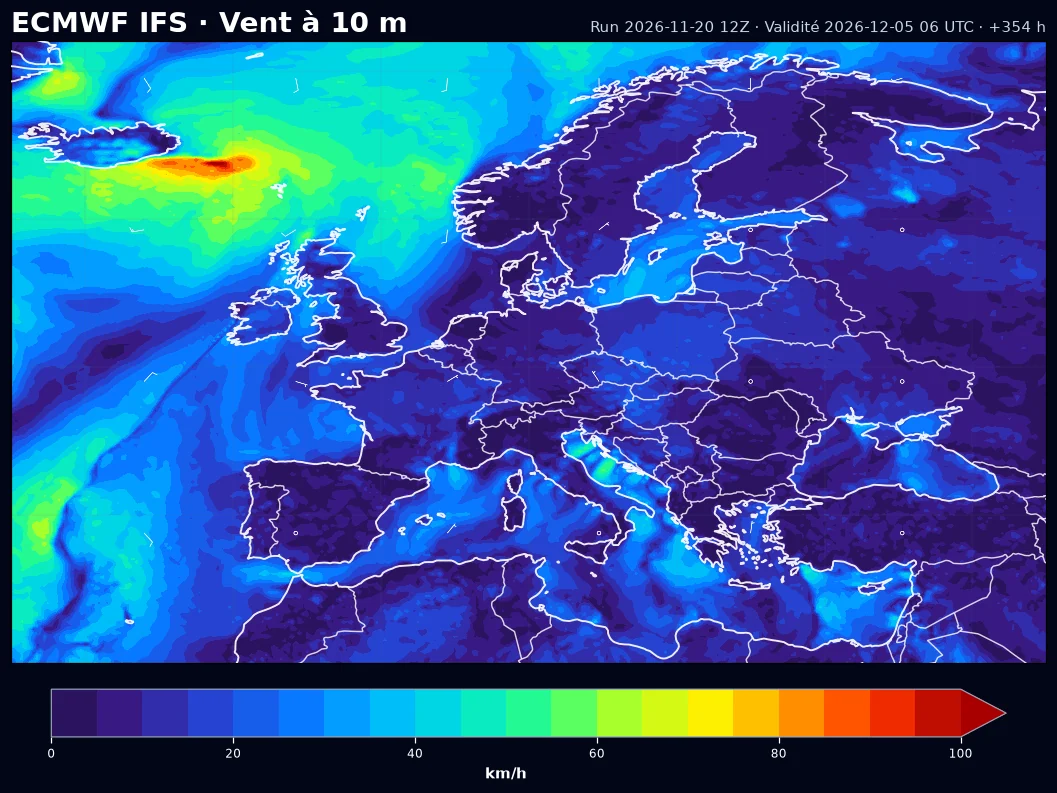 ECMWF IFS · Vent à 10 m
Run 2026-11-20 12Z · Validité 2026-12-05 06 UTC · +354 h
0 20 40 60 80 100
km/h